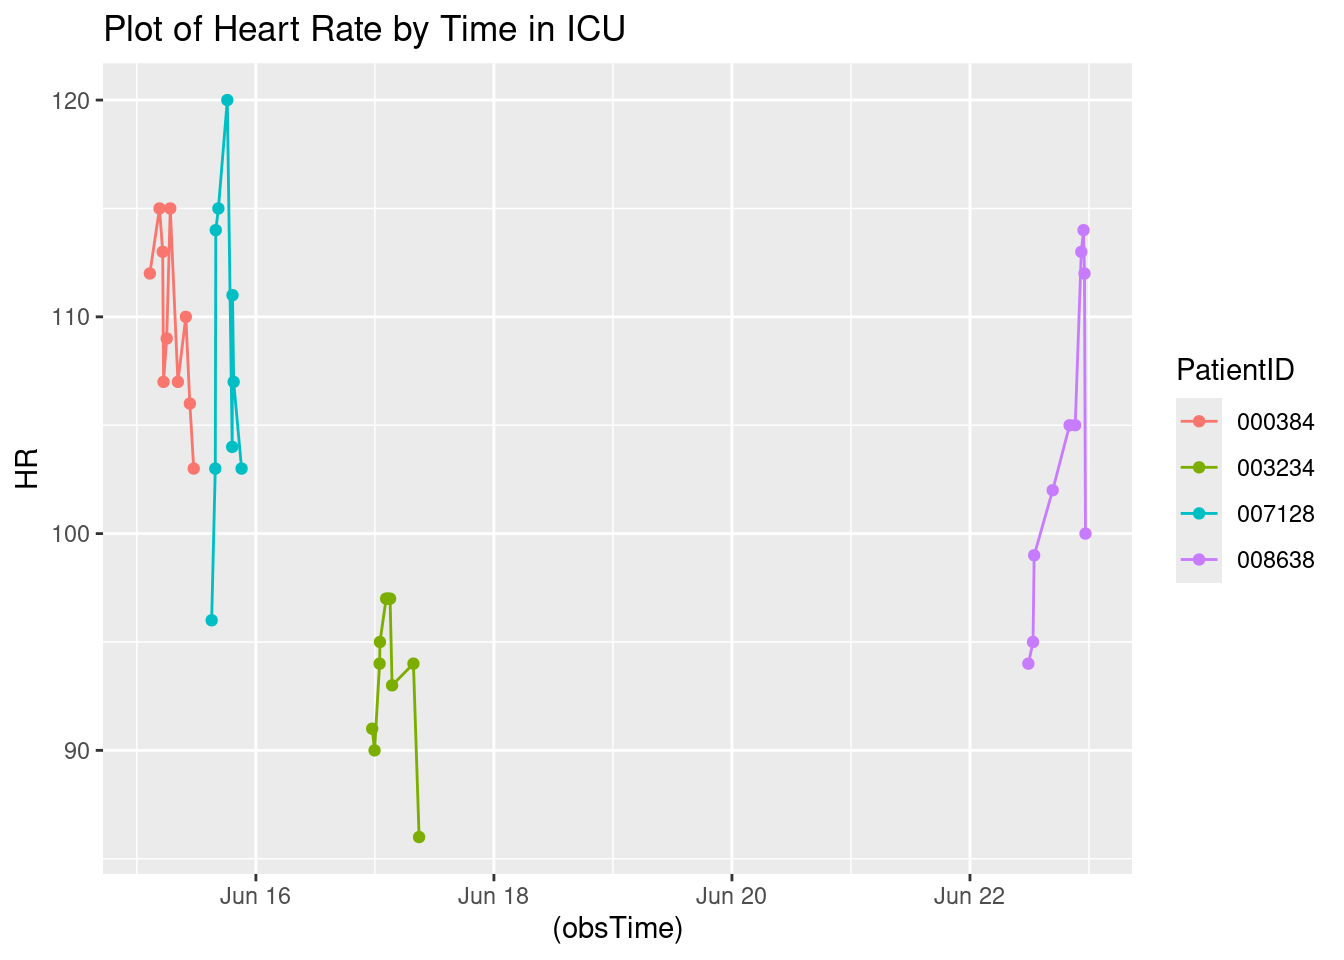 Plot of Heart Rate by Time in ICU
120
110
100
90
HR
Jun 16
Jun 18
Jun 20
Jun 22
(obsTime)
PatientID
000384
003234
007128
008638